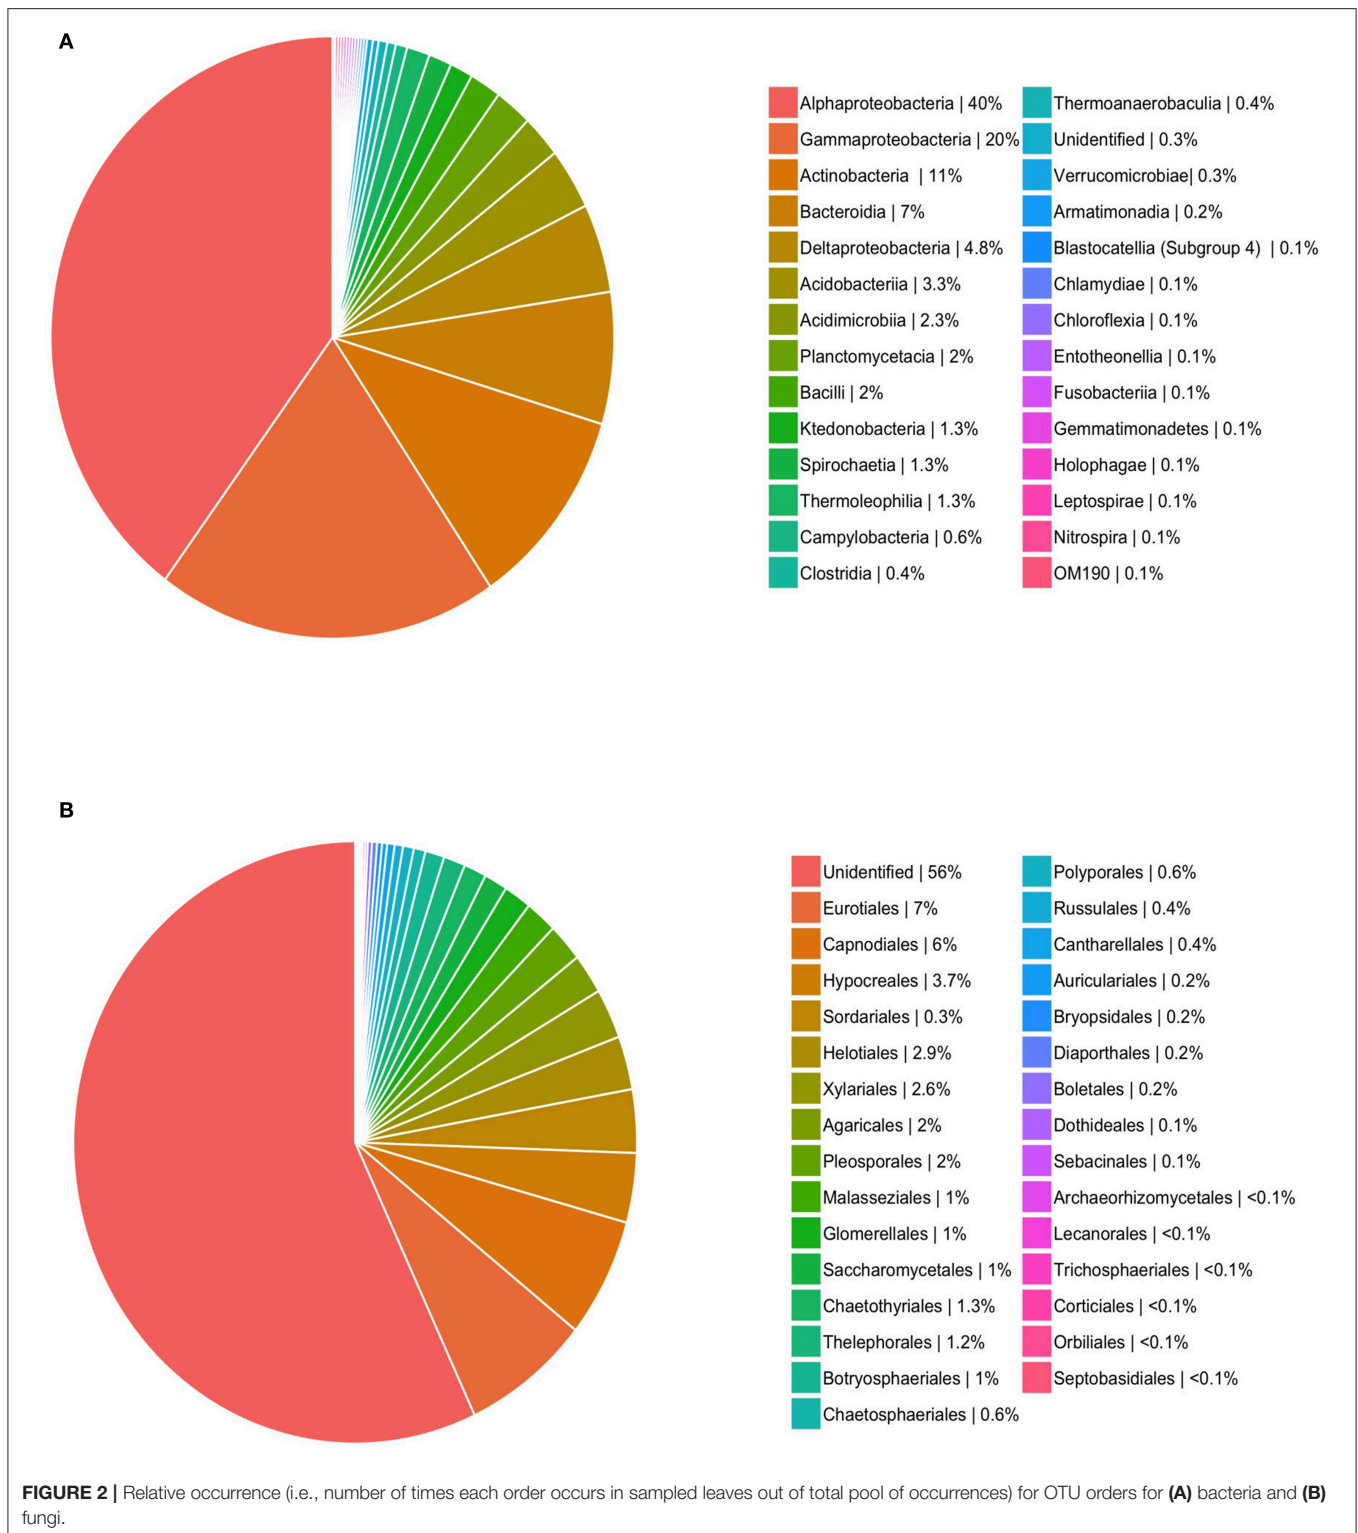 A
Alphaproteobacteria | 40%
Gammaproteobacteria | 20%
Actinobacteria | 11%
Bacteroidia | 7%
Deltaproteobacteria | 4.8%
Acidobacteriia | 3.3%
Acidimicrobiia | 2.3%
Planctomycetacia | 2%
Bacilli | 2%
Ktedonobacteria | 1.3%
Spirochaetia | 1.3%
Thermoleophilia | 1.3%
Campylobacteria | 0.6%
Clostridia | 0.4%
Thermoanaerobaculia | 0.4%
Unidentified | 0.3%
Verrucomicrobiae| 0.3%
Armatimonadia | 0.2%
Blastocatellia (Subgroup 4) | 0.1%
Chlamydiae | 0.1%
Chloroflexia | 0.1%
Entotheonellia | 0.1%
Fusobacteriia | 0.1%
Gemmatimonadetes | 0.1%
Holophagae | 0.1%
Leptospirae | 0.1%
Nitrospira | 0.1%
OM190 | 0.1%
B
Unidentified | 56%
Eurotiales | 7%
Capnodiales | 6%
Hypocreales | 3.7%
Sordariales | 0.3%
Helotiales | 2.9%
Xylariales | 2.6%
Agaricales | 2%
Pleosporales | 2%
Malasseziales | 1%
Glomerellales | 1%
Saccharomycetales | 1%
Chaetothyriales | 1.3%
Thelephorales | 1.2%
Botryosphaeriales | 1%
Chaetosphaeriales | 0.6%
Polyporales | 0.6%
Russulales | 0.4%
Cantharellales | 0.4%
Auriculariales | 0.2%
Bryopsidales | 0.2%
Diaporthales | 0.2%
Boletales | 0.2%
Dothideales | 0.1%
Sebacinales | 0.1%
Archaeorhizomycetales | <0.1%
Lecanorales | <0.1%
Trichosphaeriales | <0.1%
Corticiales | <0.1%
Orbiliales | <0.1%
Septobasidiales | <0.1%
FIGURE 2 | Relative occurrence (i.e., number of times each order occurs in sampled leaves out of total pool of occurrences) for OTU orders for (A) bacteria and (B)
fungi.